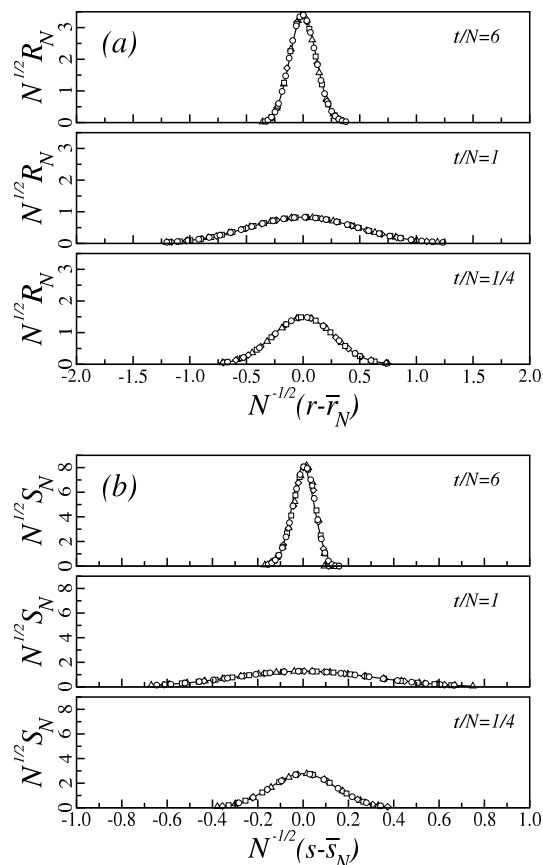 (a)
t/N=6
N^{1/2}R_N
3
2
1
0
t/N=1
N^{1/2}R_N
3
2
1
0
t/N=1/4
N^{1/2}R_N
3
2
1
0
-2.0 -1.5 -1.0 -0.5 0.0 0.5 1.0 1.5 2.0
N^{-1/2}(r-r̄_N)
(b)
t/N=6
N^{1/2}S_N
8
6
4
2
0
t/N=1
N^{1/2}S_N
8
6
4
2
0
t/N=1/4
N^{1/2}S_N
8
6
4
2
0
-1.0 -0.8 -0.6 -0.4 -0.2 0.0 0.2 0.4 0.6 0.8 1.0
N^{-1/2}(s-s̄_N)